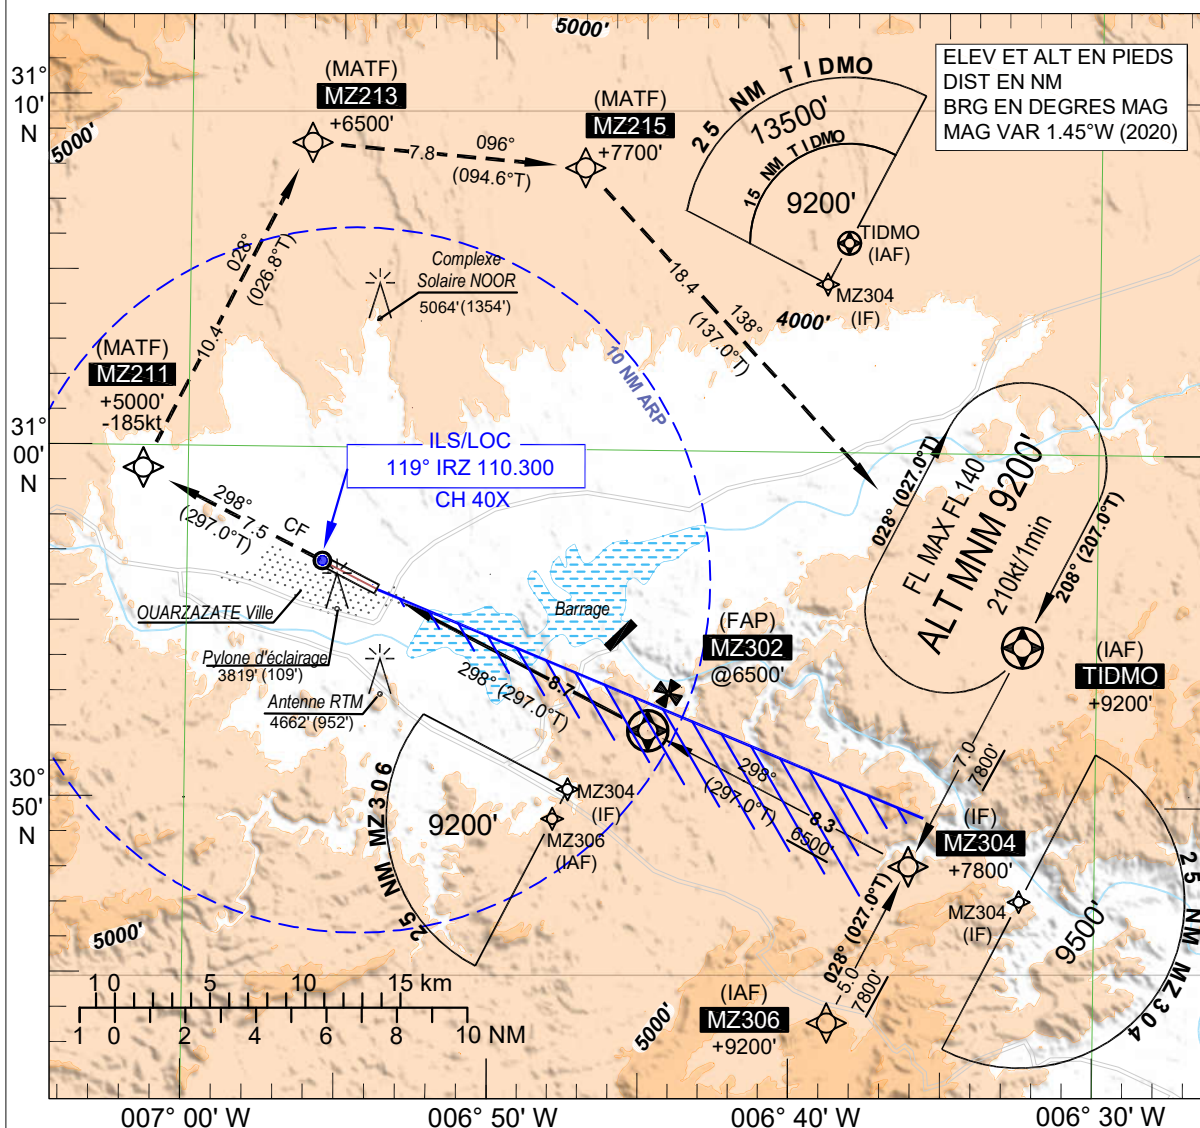 5000'
ELEV ET ALT EN PIEDS
DIST EN NM
BRG EN DEGRES MAG
MAG VAR 1.45°W (2020)
31°
10'
N
5000'
(MATF)
MZ213
+6500'
(MATF)
MZ215
+7700'
096°
7.8
(094.6°T)
25 NM TIDMO
13500'
15 NM TIDMO
9200'
TIDMO
(IAF)
MZ304
(IF)
4000'
028°
(026.8°T)
10.4
Complexe
Solaire NOOR
5064' (1354')
18.4
138°
(137.0°T)
10 NM ARP
(MATF)
MZ211
+5000'
-185kt
31°
00'
N
ILS/LOC
119° IRZ 110.300
CH 40X
298°
7.5
(297.0°T)
CF
028° (027.0°T)
FL MAX FL140
ALT MNM 9200'
210kt/1min
208° (207.0°T)
OUARZAZATE Ville
Barrage
Pylone d'éclairage
3819' (109')
Antenne RTM
4662' (952')
8.7
298° (297.0°T)
(FAP)
MZ302
@6500'
(IAF)
TIDMO
+9200'
7.0
7800'
30°
50'
N
25 NM MZ306
9200'
MZ304
(IF)
MZ306
(IAF)
298°
(297.0°T)
8.3
6500'
(IF)
MZ304
+7800'
MZ304
(IF)
25 NM MZ304
9500'
028° (027.0°T)
5.0
7800'
5000'
(IAF)
MZ306
+9200'
5000'
1 0 5 10 15 km
1 0 2 4 6 8 10 NM
007° 00' W
006° 50' W
006° 40' W
006° 30' W